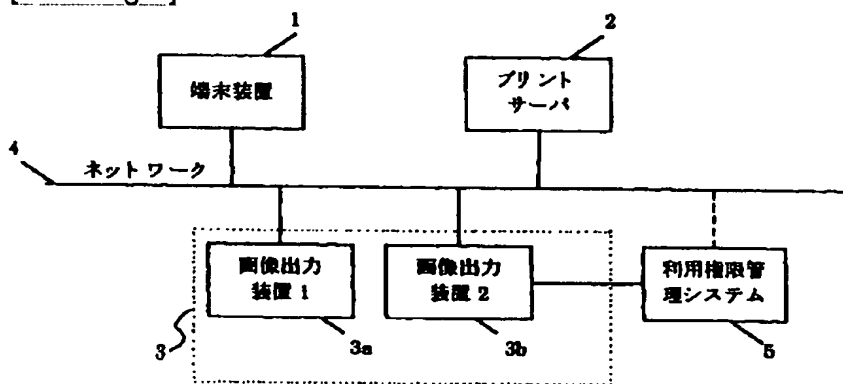 1
2
端末装置
プリント
サーバ
4
ネットワーク
画像出力
装置 1
画像出力
装置 2
利用権限管
理システム
3
3a
3b
5